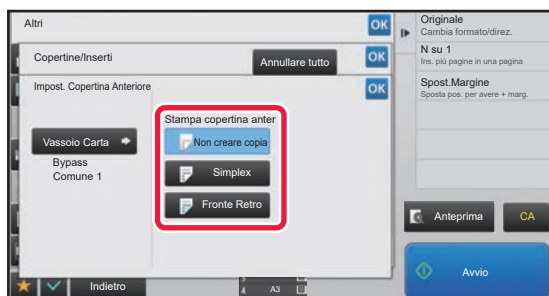 Altri
OK
Copertine/Inserti
Annullare tutto
OK
Impost. Copertina Anteriore
OK
Stampa copertina anter
Vassoio Carta
Bypass
Comune 1
Non creare copia
Simplex
Fronte Retro
Indietro
4 A3
Originale
Cambia formato/direz.
N su 1
Ins. più pagine in una pagina
Spost.Margine
Sposta pos. per avere + marg.
Anteprima
CA
Avvio